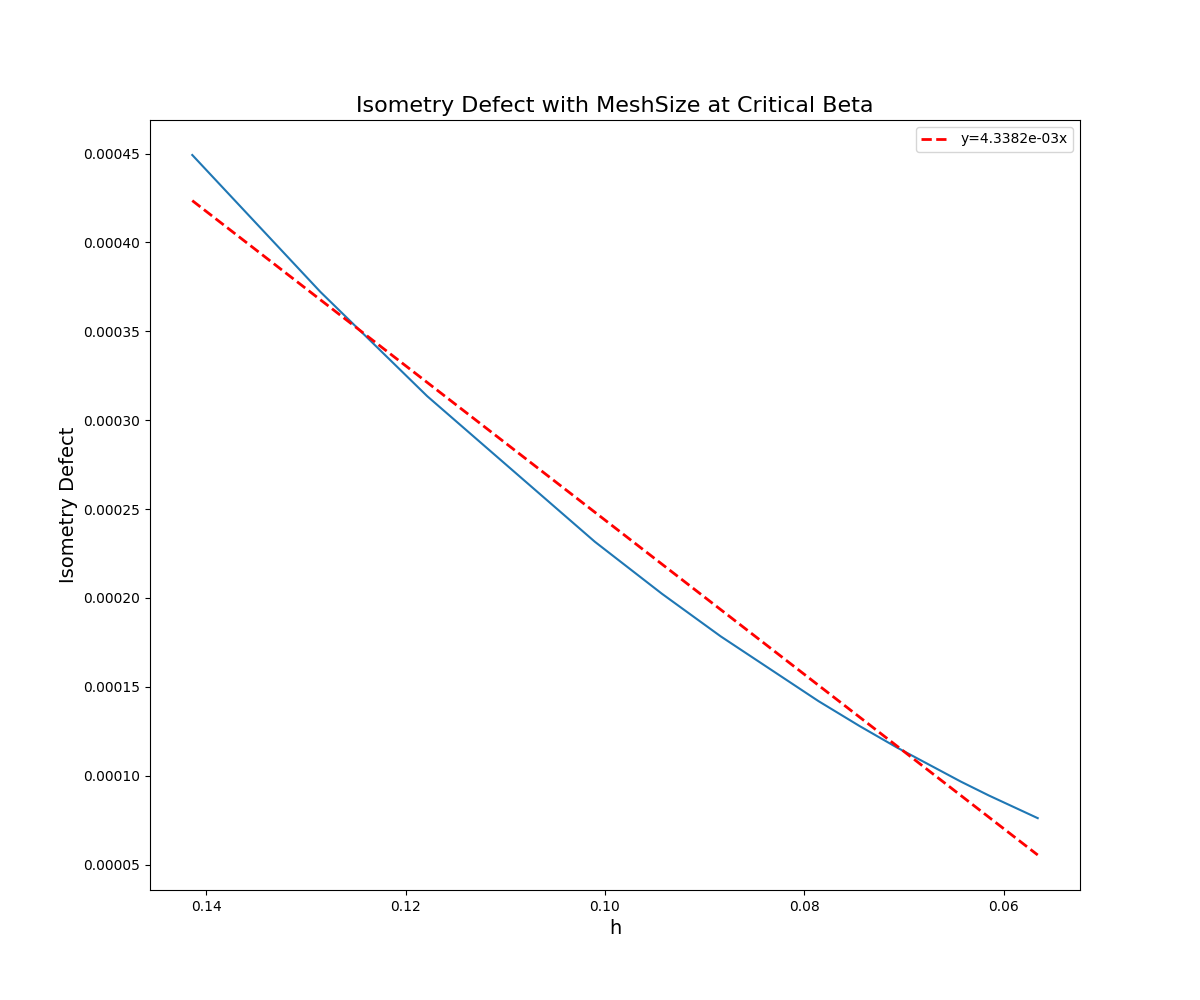 Isometry Defect with MeshSize at Critical Beta
y=4.3382e-03x
0.00045
0.00040
0.00035
0.00030
0.00025
0.00020
0.00015
0.00010
0.00005
Isometry Defect
0.14 0.12 0.10 0.08 0.06
h